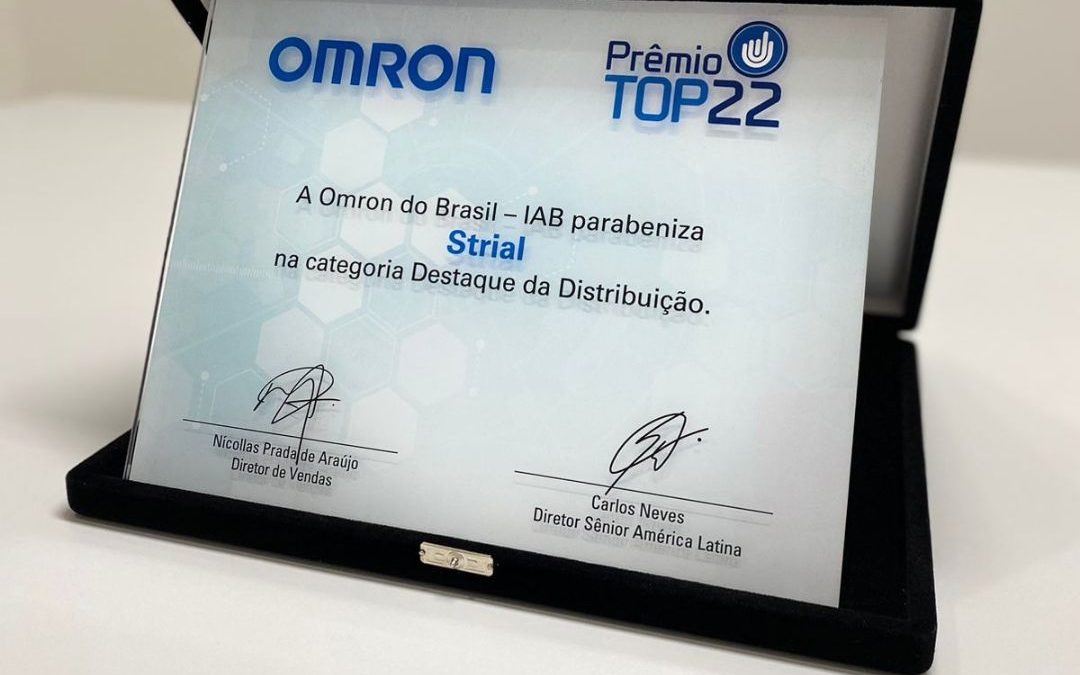 OMRON
Prêmio
TOP22
A Omron do Brasil – IAB parabeniza
Strial
na categoria Destaque da Distribuição.
Nícollas Prada de Araújo
Diretor de Vendas
Carlos Neves
Diretor Sênior América Latina